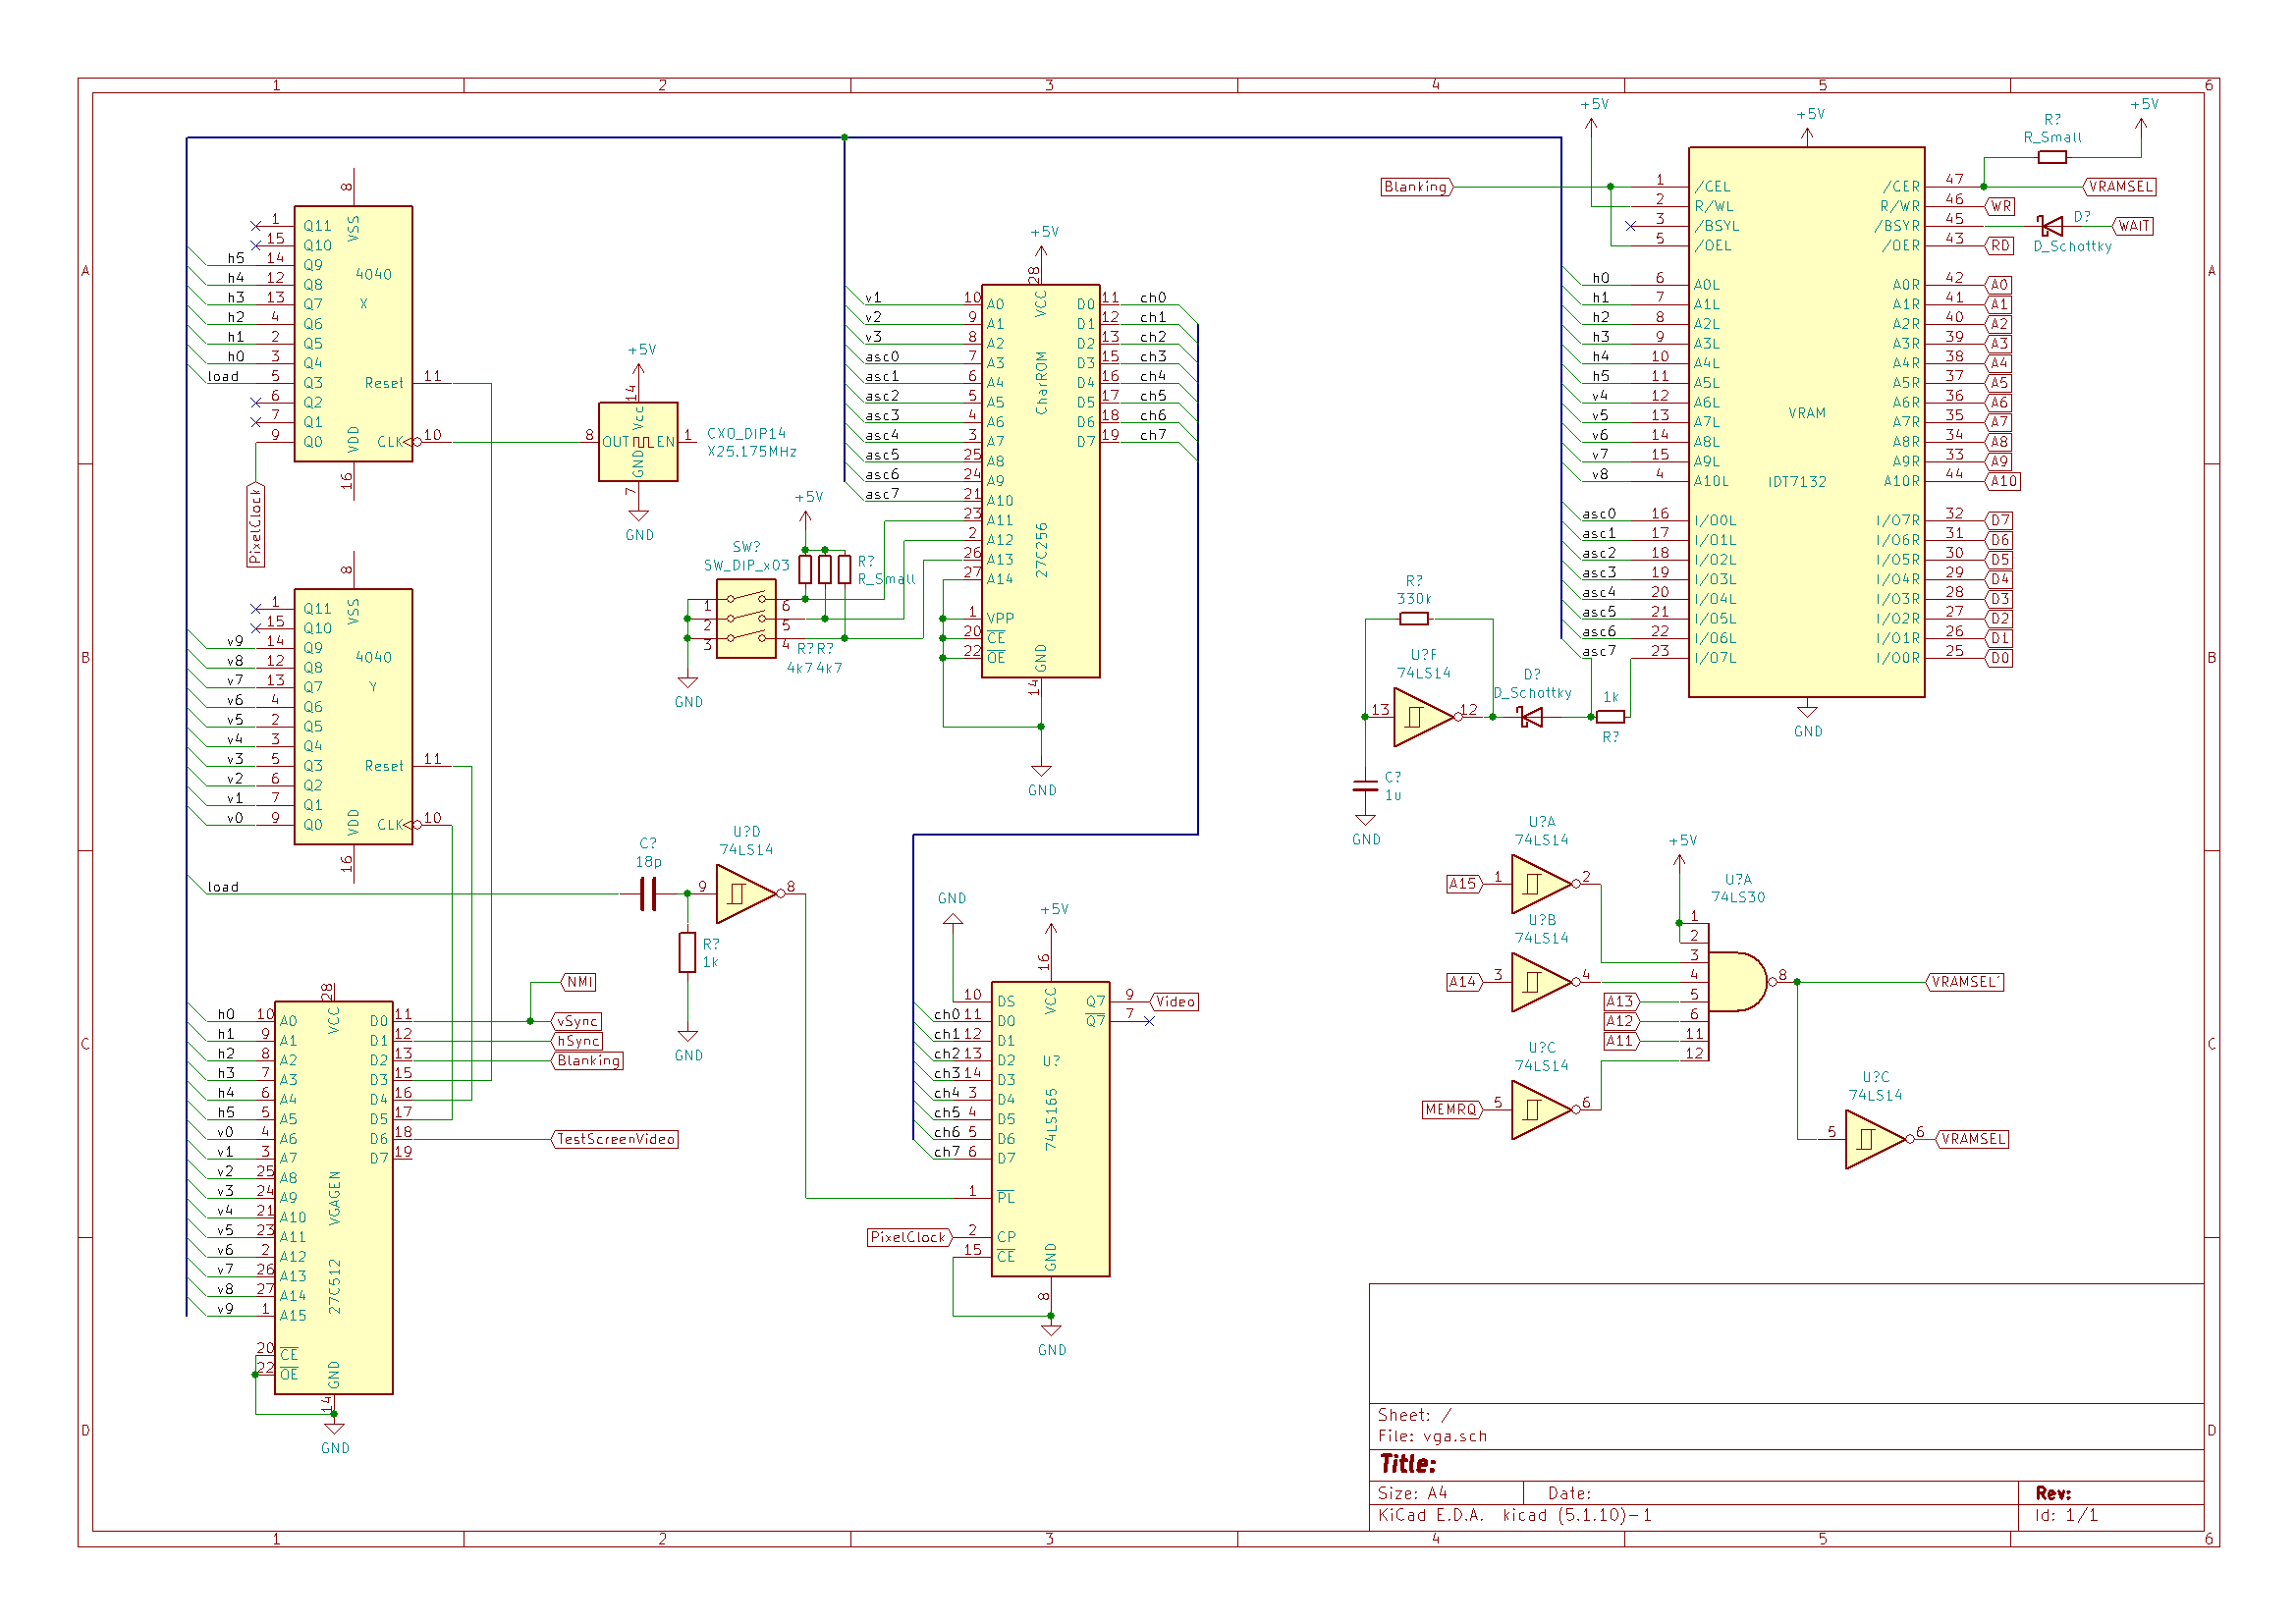 1 2 3 4 5 6
A
B
C
D
A
B
C
D
1 2 3 4 5 6
8
VSS
1 Q11
15 Q10
h5 14 Q9
h4 12 Q8
h3 13 Q7
h2 4 Q6
h1 2 Q5
h0 3 Q4
load 5 Q3
6 Q2
7 Q1
9 Q0
4040
X
Reset 11
CLK 10
VDD
16
PixelClock
8
VSS
1 Q11
15 Q10
v9 14 Q9
v8 12 Q8
v7 13 Q7
v6 4 Q6
v5 2 Q5
v4 3 Q4
v3 5 Q3
v2 6 Q2
v1 7 Q1
v0 9 Q0
4040
Y
Reset 11
CLK 10
VDD
16
+5V
14
Vcc
8 OUT EN 1
GND
7
GND
CXO_DIP14
X25.175MHz
load
C?
18p
U?D
74LS14
9 8
R?
1k
GND
28
VCC
h0 10 A0
h1 9 A1
h2 8 A2
h3 7 A3
h4 6 A4
h5 5 A5
v0 4 A6
v1 3 A7
v2 25 A8
v3 24 A9
v4 21 A10
v5 23 A11
v6 2 A12
v7 26 A13
v8 27 A14
v9 1 A15
20 CE
22 OE
VGAGEN
27C512
GND
14
GND
D0 11
D1 12
D2 13
D3 15
D4 16
D5 17
D6 18
D7 19
NMI
vSync
hSync
Blanking
TestScreenVideo
+5V
28
VCC
v1 10 A0
v2 9 A1
v3 8 A2
asc0 7 A3
asc1 6 A4
asc2 5 A5
asc3 4 A6
asc4 3 A7
asc5 25 A8
asc6 24 A9
asc7 21 A10
23 A11
2 A12
26 A13
27 A14
1 VPP
20 CE
22 OE
CharROM
27C256
GND
14
GND
D0 11 ch0
D1 12 ch1
D2 13 ch2
D3 15 ch3
D4 16 ch4
D5 17 ch5
D6 18 ch6
D7 19 ch7
+5V
SW?
SW_DIP_x03
R?
R_Small
1 6
2 5
3 4
R? R?
4k7 4k7
GND
GND
+5V
16
VCC
10 DS
ch0 11 D0
ch1 12 D1
ch2 13 D2
ch3 14 D3
ch4 3 D4
ch5 4 D5
ch6 5 D6
ch7 6 D7
1 PL
PixelClock 2 CP
15 CE
U?
74LS165
Q7 9 Video
Q7 7
GND
8
GND
+5V
+5V
+5V
R?
R_Small
Blanking
1 /CEL
2 R/WL
3 /BSYL
5 /OEL
h0 6 A0L
h1 7 A1L
h2 8 A2L
h3 9 A3L
h4 10 A4L
h5 11 A5L
v4 12 A6L
v5 13 A7L
v6 14 A8L
v7 15 A9L
v8 4 A10L
asc0 16 I/O0L
asc1 17 I/O1L
asc2 18 I/O2L
asc3 19 I/O3L
asc4 20 I/O4L
asc5 21 I/O5L
asc6 22 I/O6L
asc7 23 I/O7L
VRAM
IDT7132
/CER 47 VRAMSEL
R/WR 46 WR
/BSYR 45 D? WAIT
/OER 43 RD D_Schottky
A0R 42 A0
A1R 41 A1
A2R 40 A2
A3R 39 A3
A4R 38 A4
A5R 37 A5
A6R 36 A6
A7R 35 A7
A8R 34 A8
A9R 33 A9
A10R 44 A10
I/O7R 32 D7
I/O6R 31 D6
I/O5R 30 D5
I/O4R 29 D4
I/O3R 28 D3
I/O2R 27 D2
I/O1R 26 D1
I/O0R 25 D0
GND
R?
330k
U?F
74LS14
13 12
D?
D_Schottky
1k
R?
C?
1u
GND
U?A
74LS14
A15 1 2
U?B
74LS14
A14 3 4
U?C
74LS14
MEMRQ 5 6
+5V
U?A
74LS30
1
2
3
4
A13 5
A12 6
A11 11
12
8
VRAMSEL'
U?C
74LS14
5 6
VRAMSEL
Sheet: /
File: vga.sch
Title:
Size: A4 Date: Rev:
KiCad E.D.A. kicad (5.1.10)-1 Id: 1/1